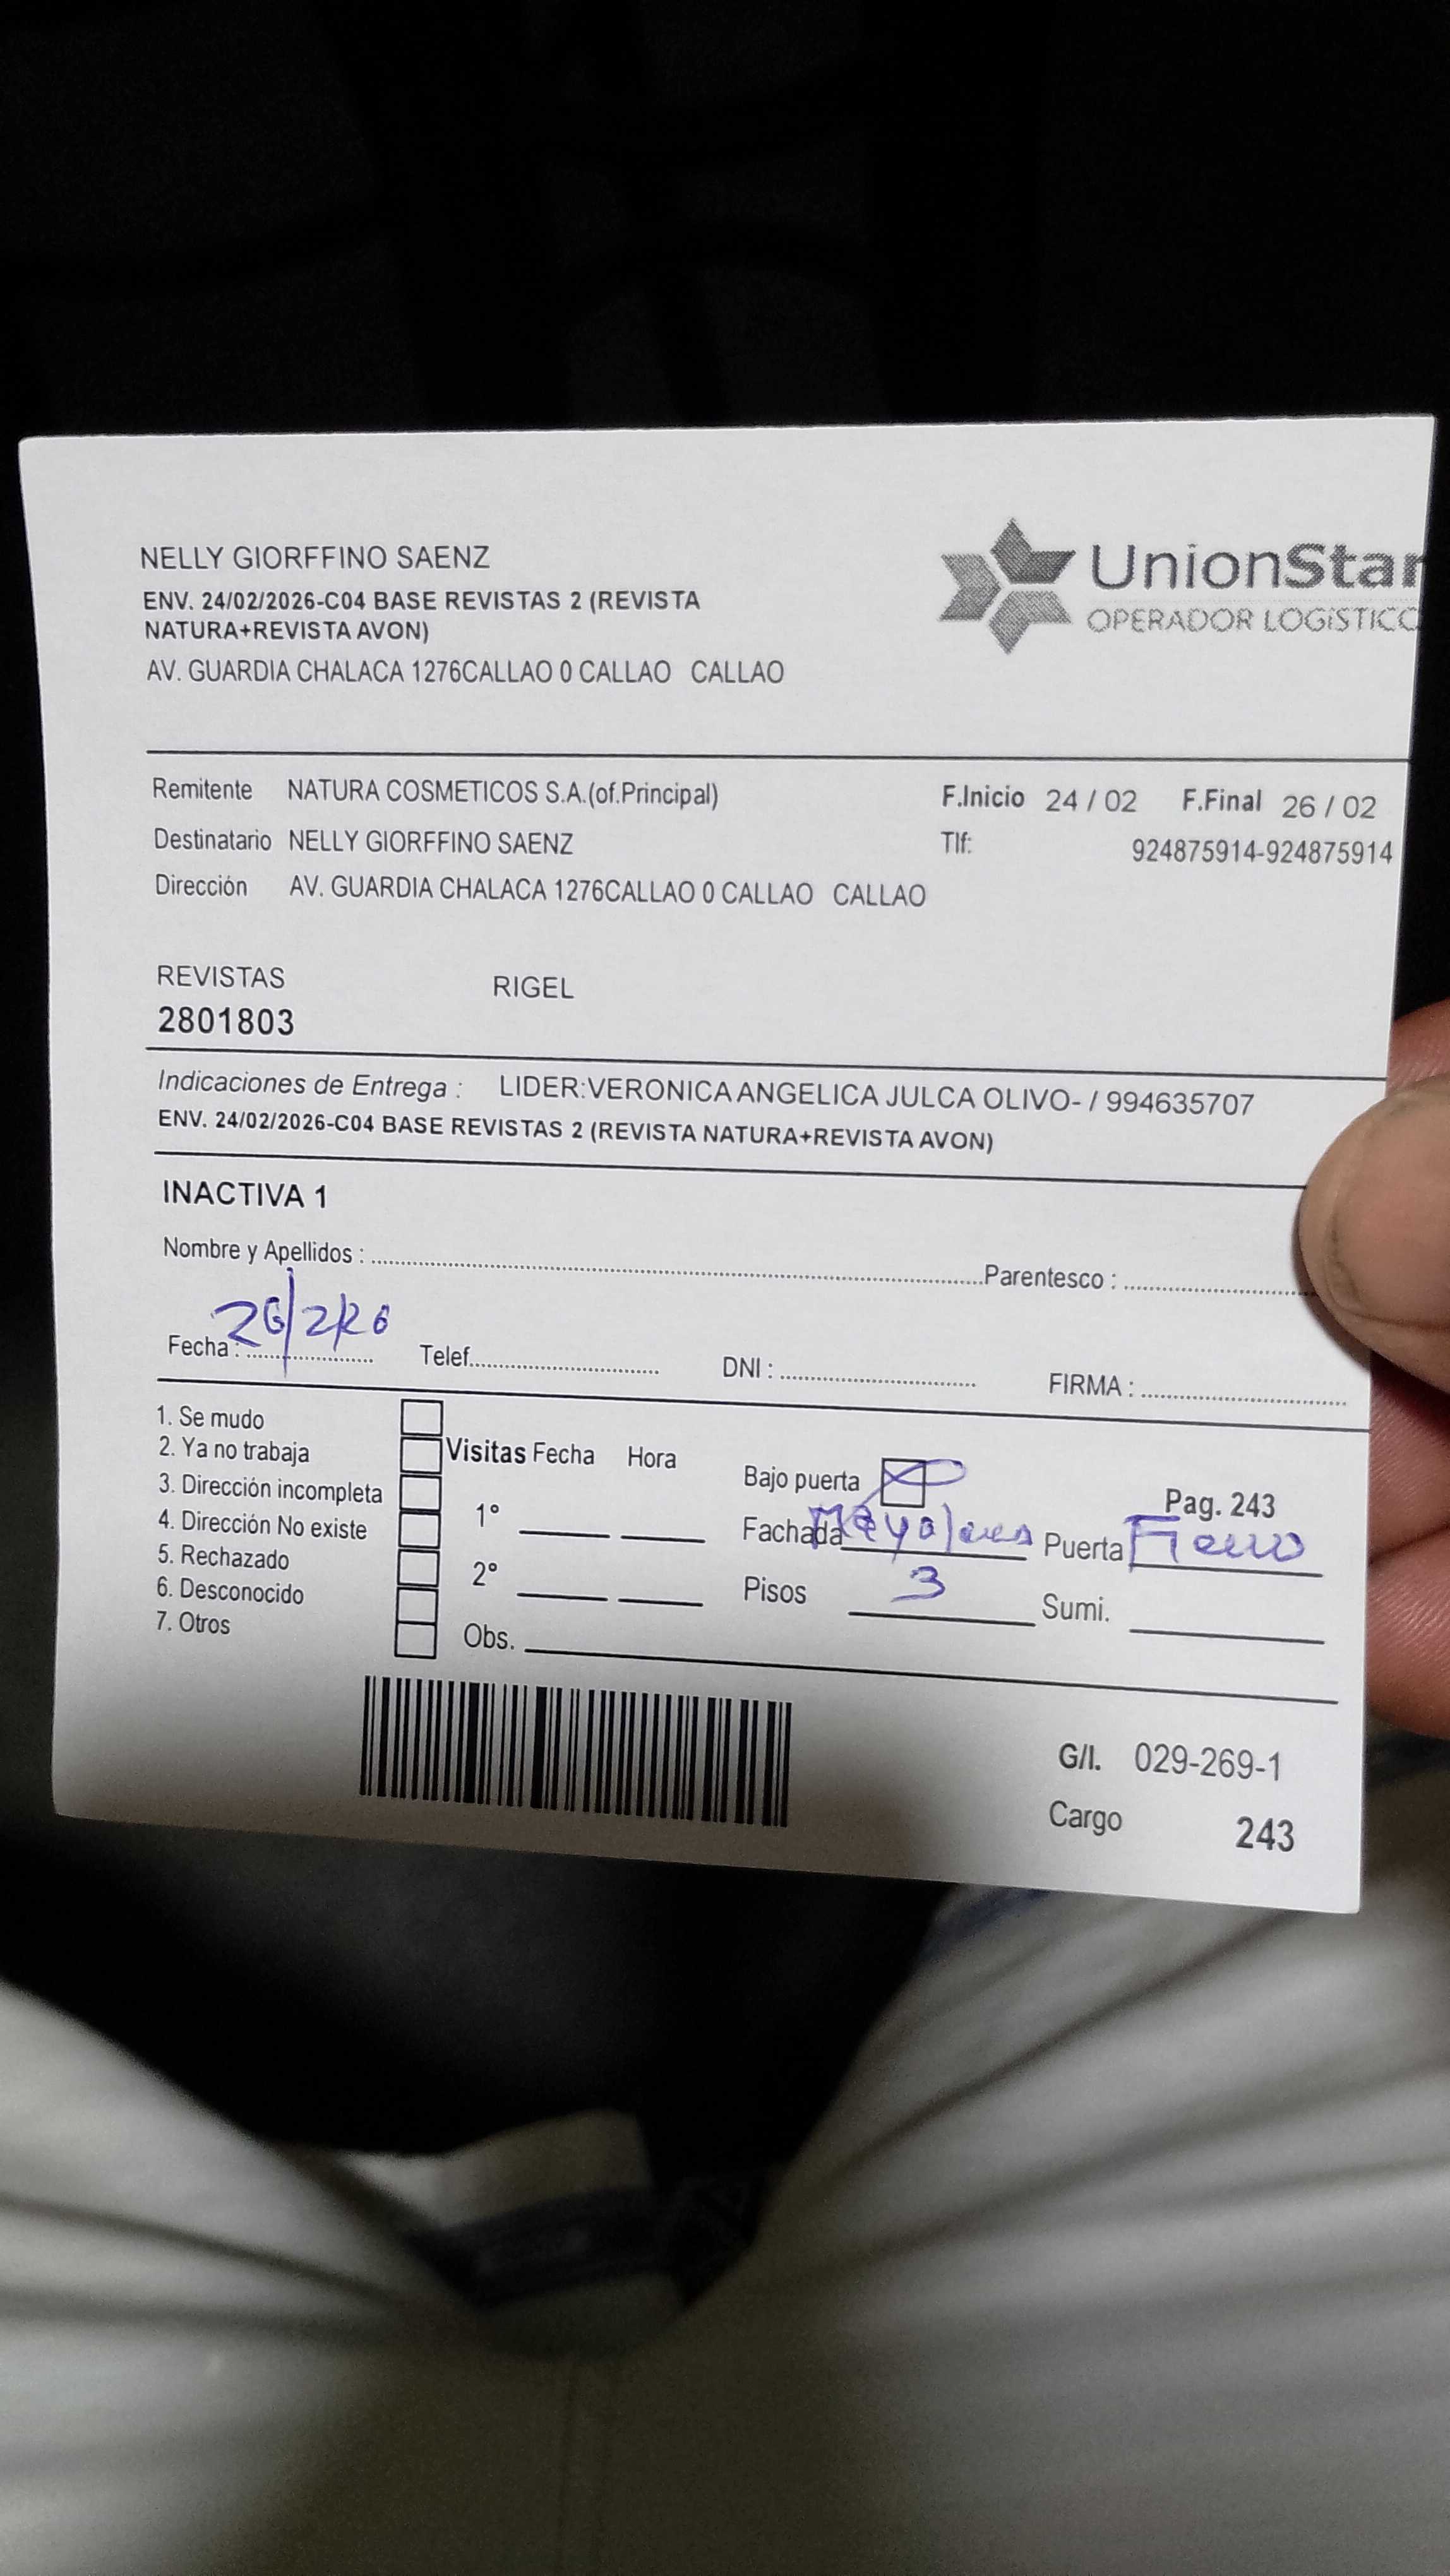 NELLY GIORFFINO SAENZ
ENV. 24/02/2026-C04 BASE REVISTAS 2 (REVISTA
NATURA+REVISTA AVON)
AV. GUARDIA CHALACA 1276CALLAO 0 CALLAO CALLAO
UnionStar
OPERADOR LOGÍSTICO
Remitente NATURA COSMETICOS S.A.(of.Principal) F.Inicio 24 / 02 F.Final 26 / 02
Destinatario NELLY GIORFFINO SAENZ Tlf: 924875914-924875914
Dirección AV. GUARDIA CHALACA 1276CALLAO 0 CALLAO CALLAO
REVISTAS RIGEL
2801803
Indicaciones de Entrega : LIDER:VERONICA ANGELICA JULCA OLIVO- / 994635707
ENV. 24/02/2026-C04 BASE REVISTAS 2 (REVISTA NATURA+REVISTA AVON)
INACTIVA 1
Nombre y Apellidos : Parentesco :
Fecha : 26/2/26 Telef. DNI : FIRMA :
1. Se mudo
2. Ya no trabaja
3. Dirección incompleta
4. Dirección No existe
5. Rechazado
6. Desconocido
7. Otros
Visitas Fecha Hora
1°
2°
Obs.
Bajo puerta Pag. 243
Fachada Puerta
Pisos 3 Sumi.
G/I. 029-269-1
Cargo 243